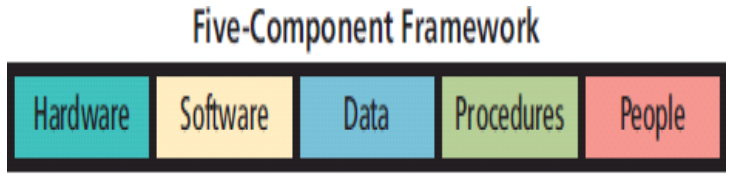 Five-Component Framework
Hardware Software Data Procedures People